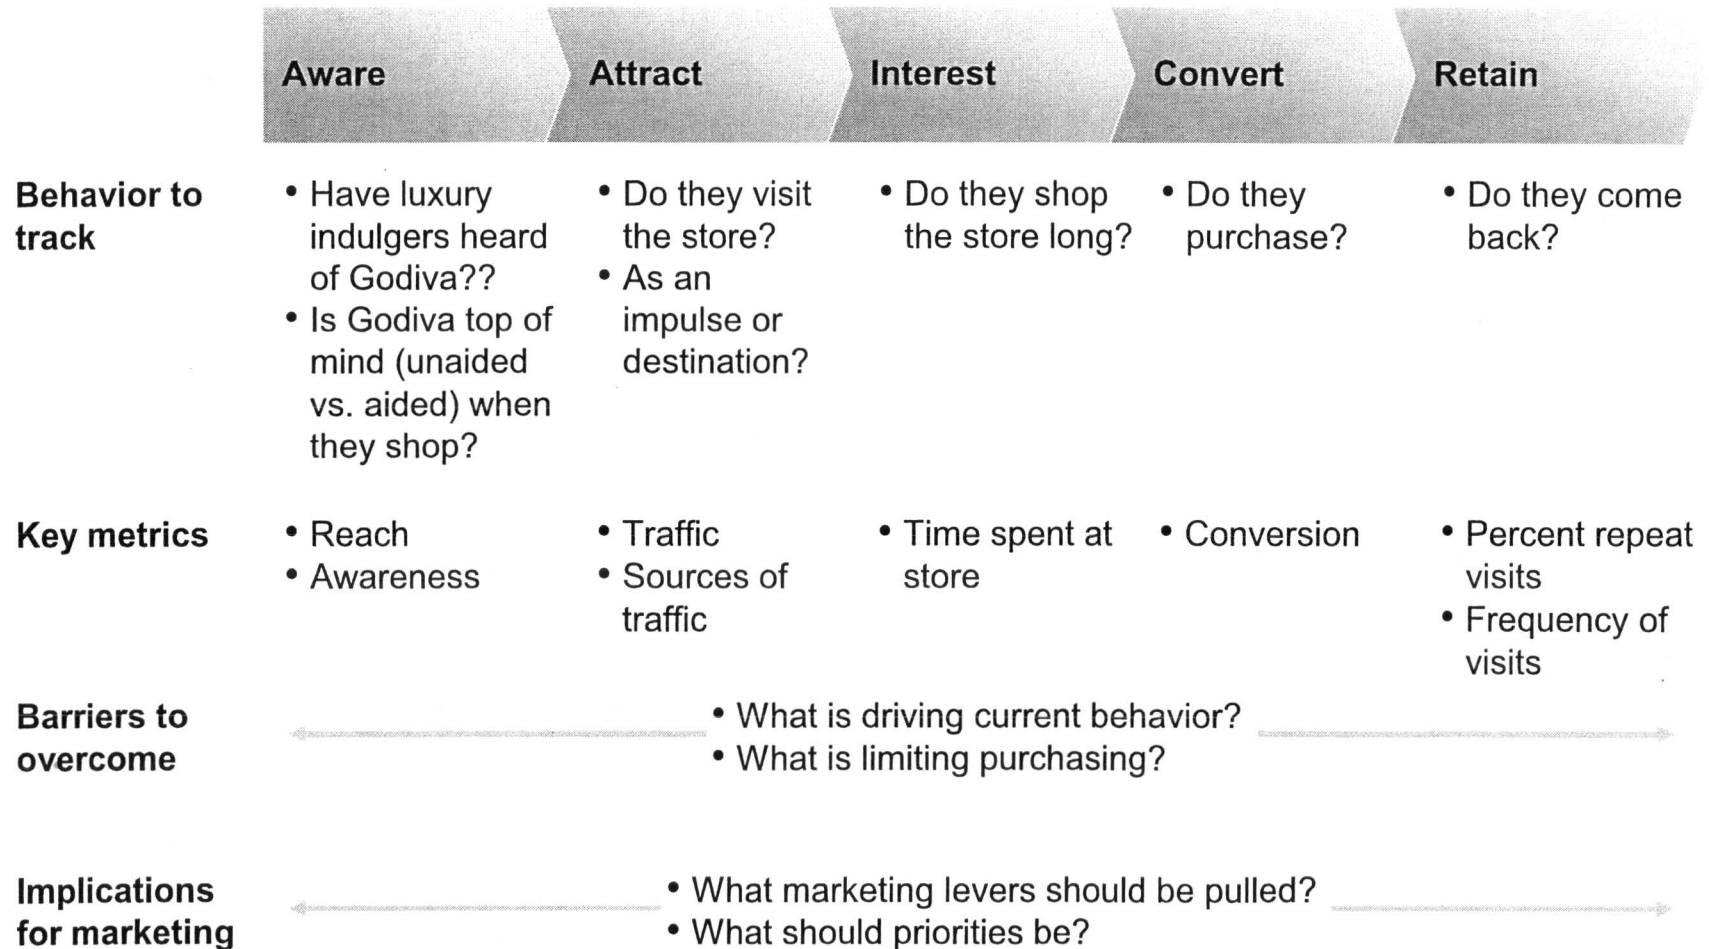 Aware
Attract
Interest
Convert
Retain
Behavior to
track
• Have luxury
indulgers heard
of Godiva??
• Is Godiva top of
mind (unaided
vs. aided) when
they shop?
• Do they visit
the store?
• As an
impulse or
destination?
• Do they shop
the store long?
• Do they
purchase?
• Do they come
back?
Key metrics
• Reach
• Awareness
• Traffic
• Sources of
traffic
• Time spent at
store
• Conversion
• Percent repeat
visits
• Frequency of
visits
Barriers to
overcome
• What is driving current behavior?
• What is limiting purchasing?
Implications
for marketing
• What marketing levers should be pulled?
• What should priorities be?